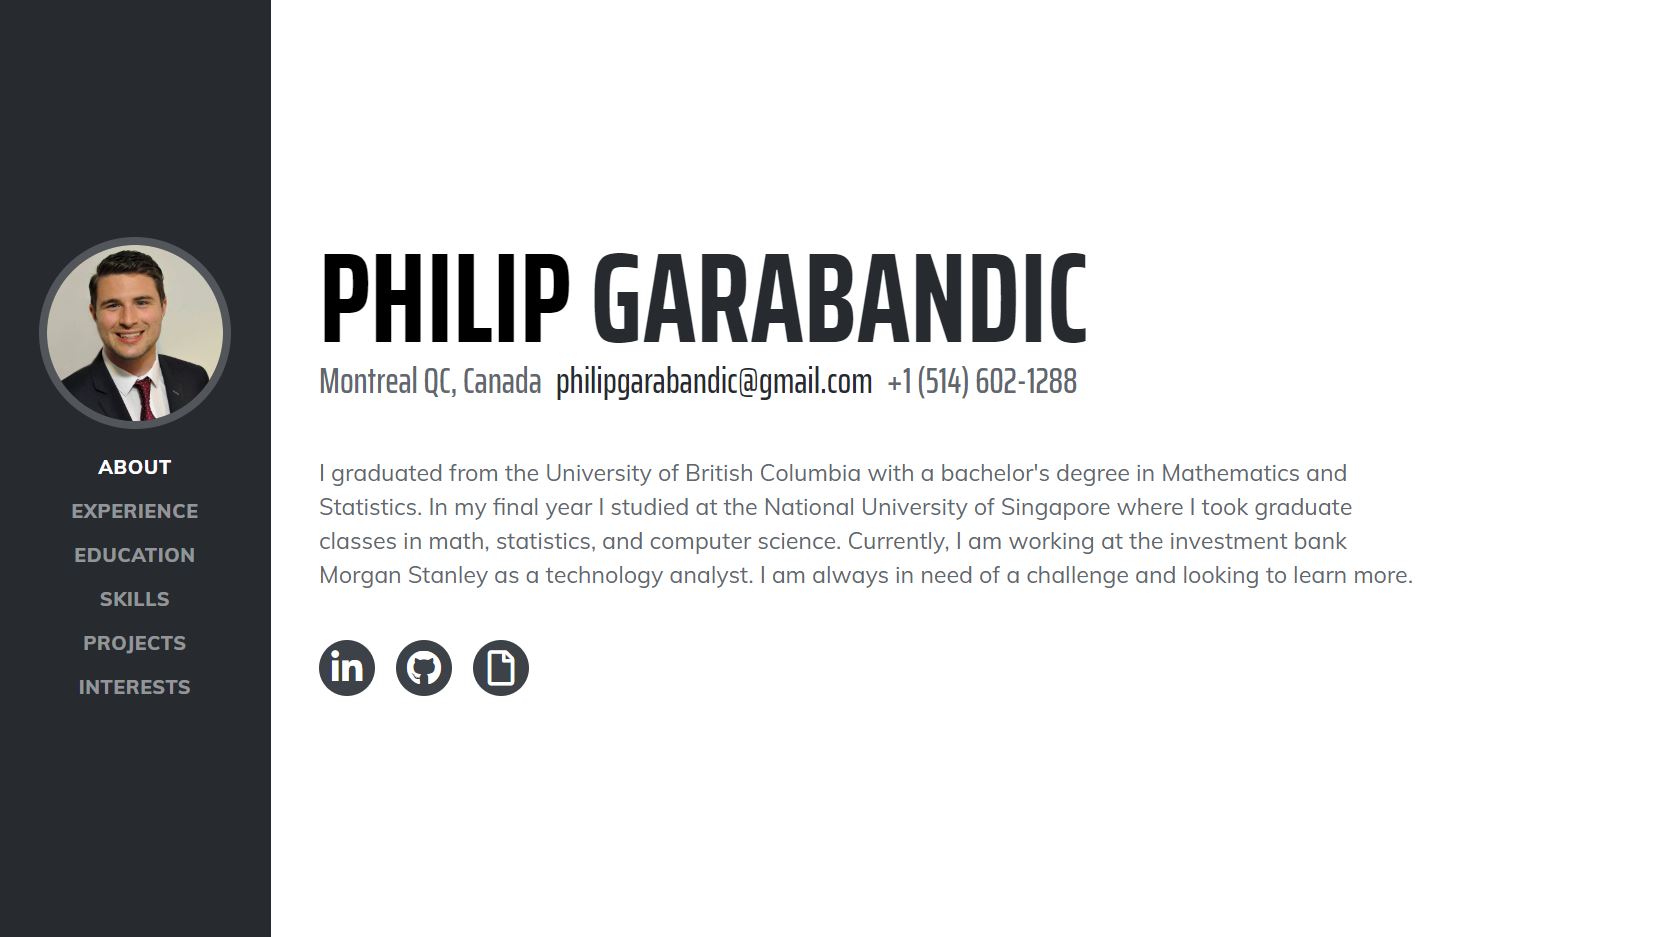 ABOUT
EXPERIENCE
EDUCATION
SKILLS
PROJECTS
INTERESTS
PHILIP GARABANDIC
Montreal QC, Canada philipgarabandic@gmail.com +1 (514) 602-1288
I graduated from the University of British Columbia with a bachelor's degree in Mathematics and
Statistics. In my final year I studied at the National University of Singapore where I took graduate
classes in math, statistics, and computer science. Currently, I am working at the investment bank
Morgan Stanley as a technology analyst. I am always in need of a challenge and looking to learn more.
in